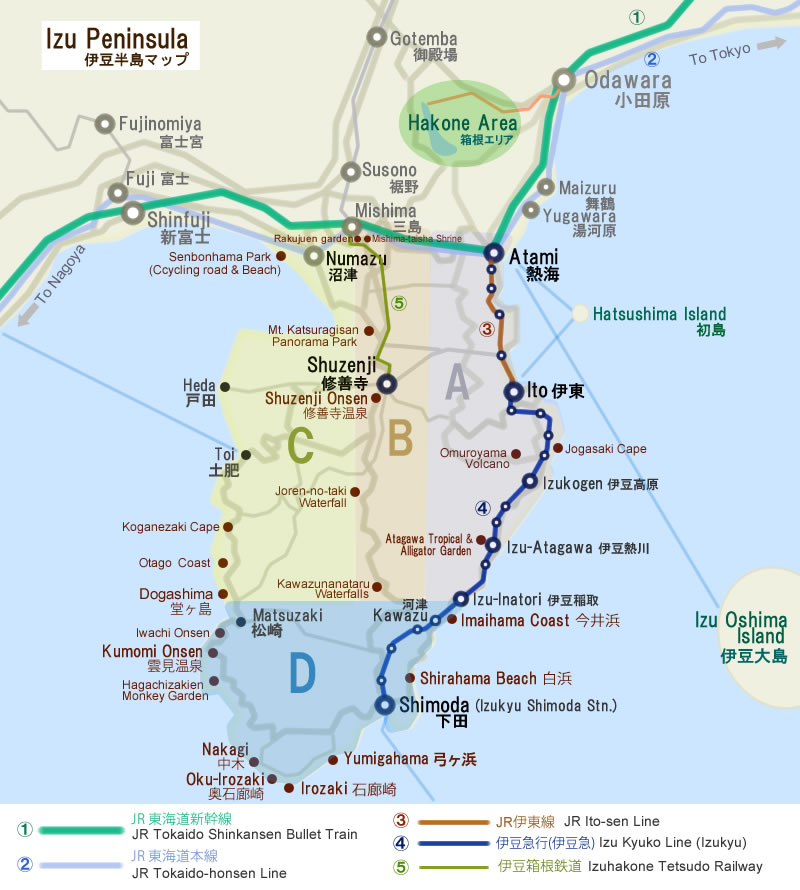 Izu Peninsula
伊豆半島マップ
①
②
To Tokyo
Gotemba
御殿場
Odawara
小田原
Hakone Area
箱根エリア
Fujinomiya
富士宮
Susono
裾野
Fuji 富士
Maizuru
舞鶴
Yugawara
湯河原
Shinfuji
新富士
Mishima
三島
Rakujuen garden
Mishima-taisha Shrine
Senbonhama Park
(Ccycling road & Beach)
Numazu
沼津
Atami
熱海
To Nagoya
⑤
Hatsushima Island
初島
③
Mt. Katsuragisan
Panorama Park
Shuzenji
修善寺
A
Heda
戸田
Ito 伊東
Shuzenji Onsen
修善寺温泉
C
B
Toi
土肥
Omuroyama
Volcano
Jogasaki Cape
Izukogen 伊豆高原
Joren-no-taki
Waterfall
④
Koganezaki Cape
Atagawa Tropical &
Alligator Garden
Izu-Atagawa 伊豆熱川
Otago Coast
Kawazunanataru
Waterfalls
Dogashima
堂ヶ島
Izu-Inatori 伊豆稲取
河津
Kawazu
Matsuzaki
松崎
Imaihama Coast 今井浜
Izu Oshima
Island
伊豆大島
Iwachi Onsen
Kumomi Onsen
雲見温泉
D
Shirahama Beach 白浜
Hagachizakien
Monkey Garden
Shimoda (Izukyu Shimoda Stn.)
下田
Nakagi
中木
Yumigahama 弓ヶ浜
Oku-Irozaki
奥石廊崎
Irozaki 石廊崎
① JR 東海道新幹線
JR Tokaido Shinkansen Bullet Train
② JR 東海道本線
JR Tokaido-honsen Line
③ JR伊東線 JR Ito-sen Line
④ 伊豆急行(伊豆急) Izu Kyuko Line (Izukyu)
⑤ 伊豆箱根鉄道 Izuhakone Tetsudo Railway